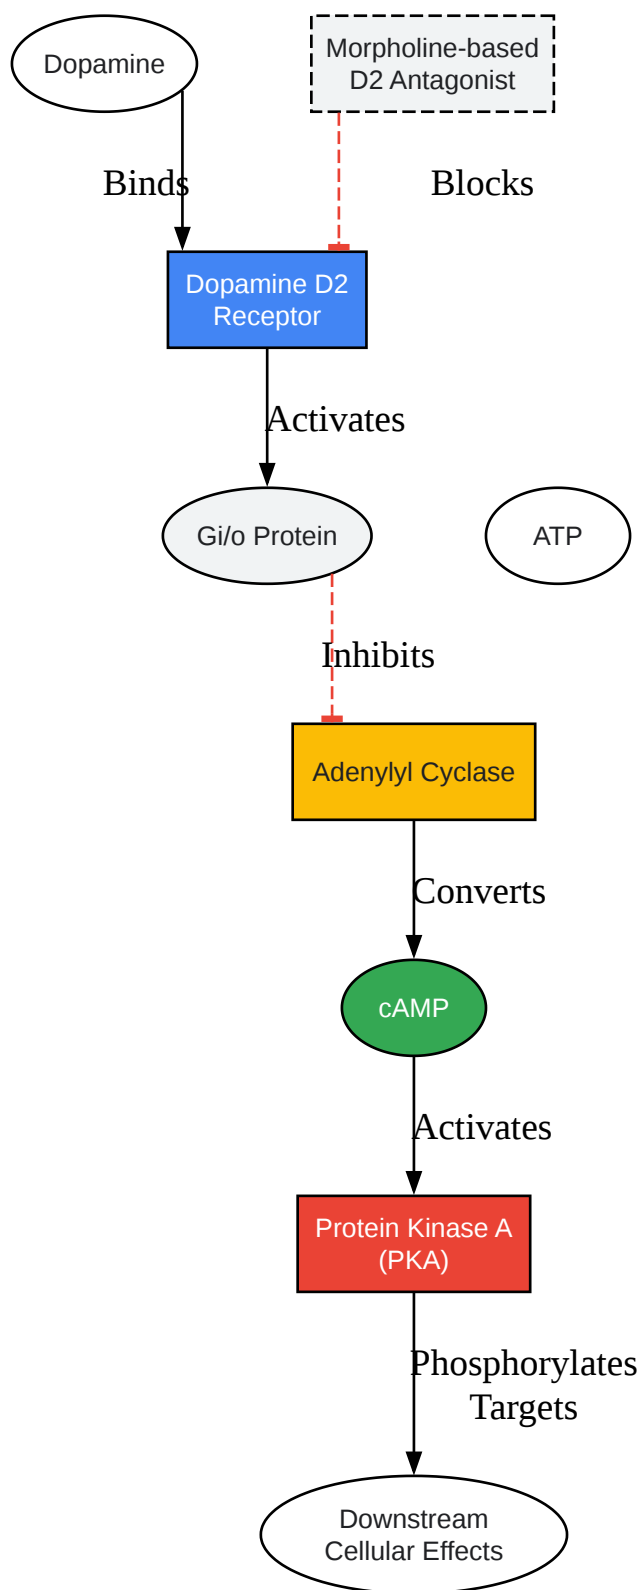 Dopamine
Morpholine-based
D2 Antagonist
Binds
Blocks
Dopamine D2
Receptor
Activates
Gi/o Protein
ATP
Inhibits
Adenylyl Cyclase
Converts
cAMP
Activates
Protein Kinase A
(PKA)
Phosphorylates
Targets
Downstream
Cellular Effects